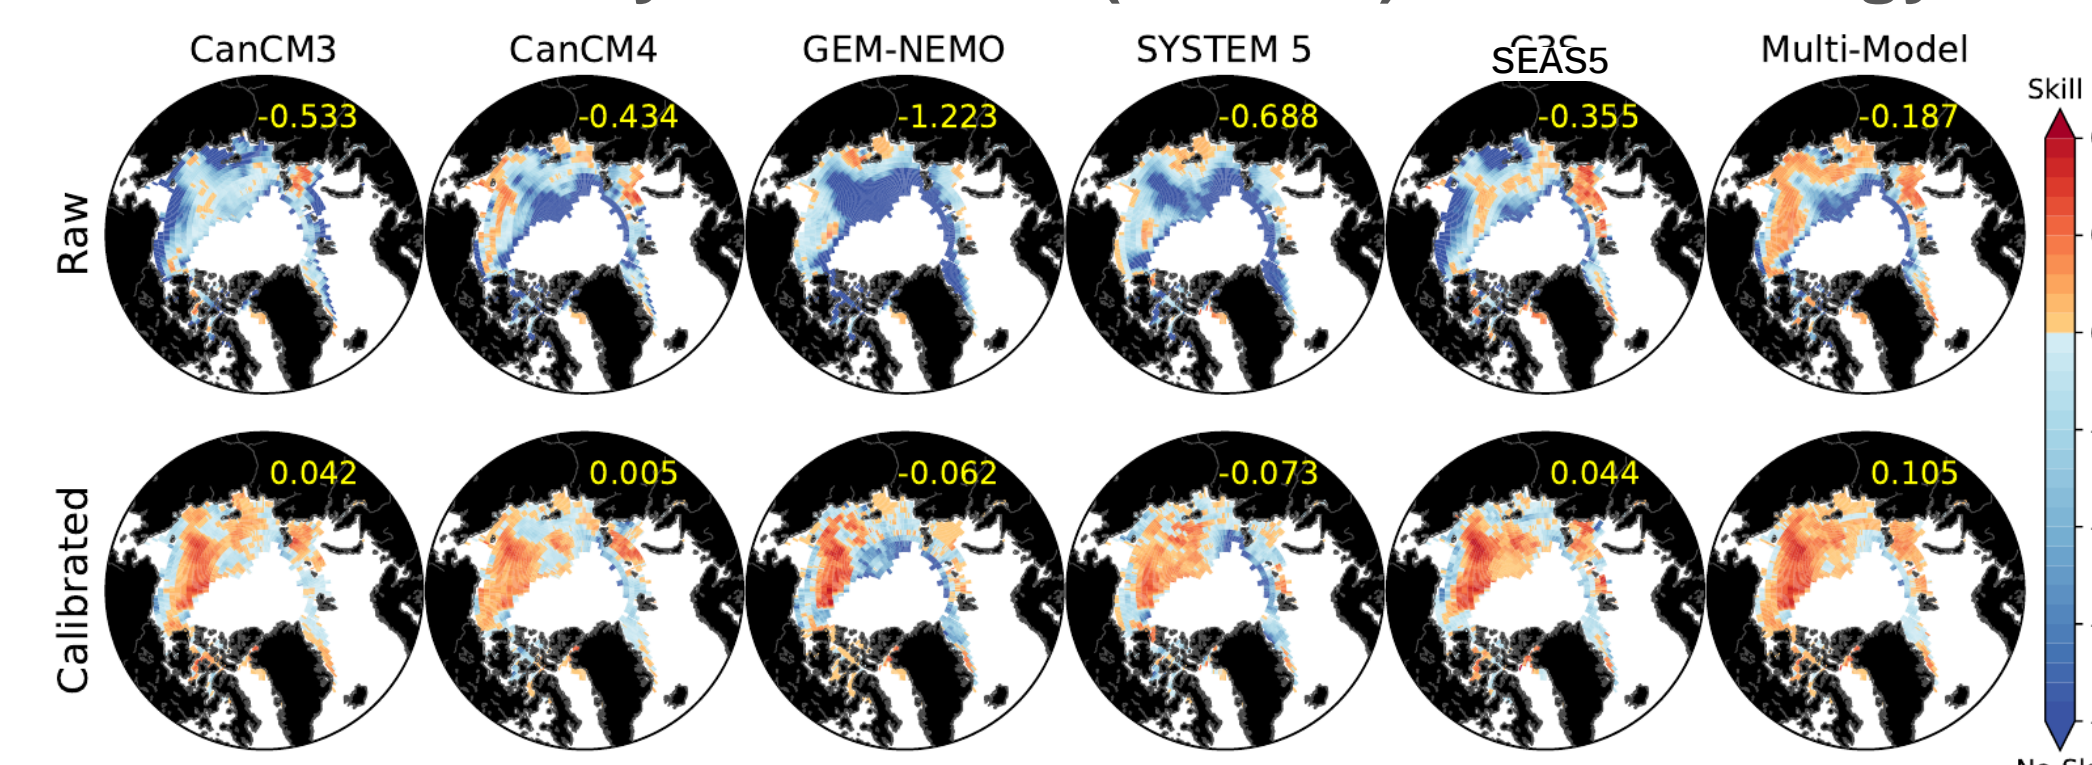 CanCM3 CanCM4 GEM-NEMO SYSTEM 5 SEAS5 Multi-Model
Skill
-0.533 -0.434 -1.223 -0.688 -0.355 -0.187
Raw
0.042 0.005 -0.062 -0.073 0.044 0.105
Calibrated